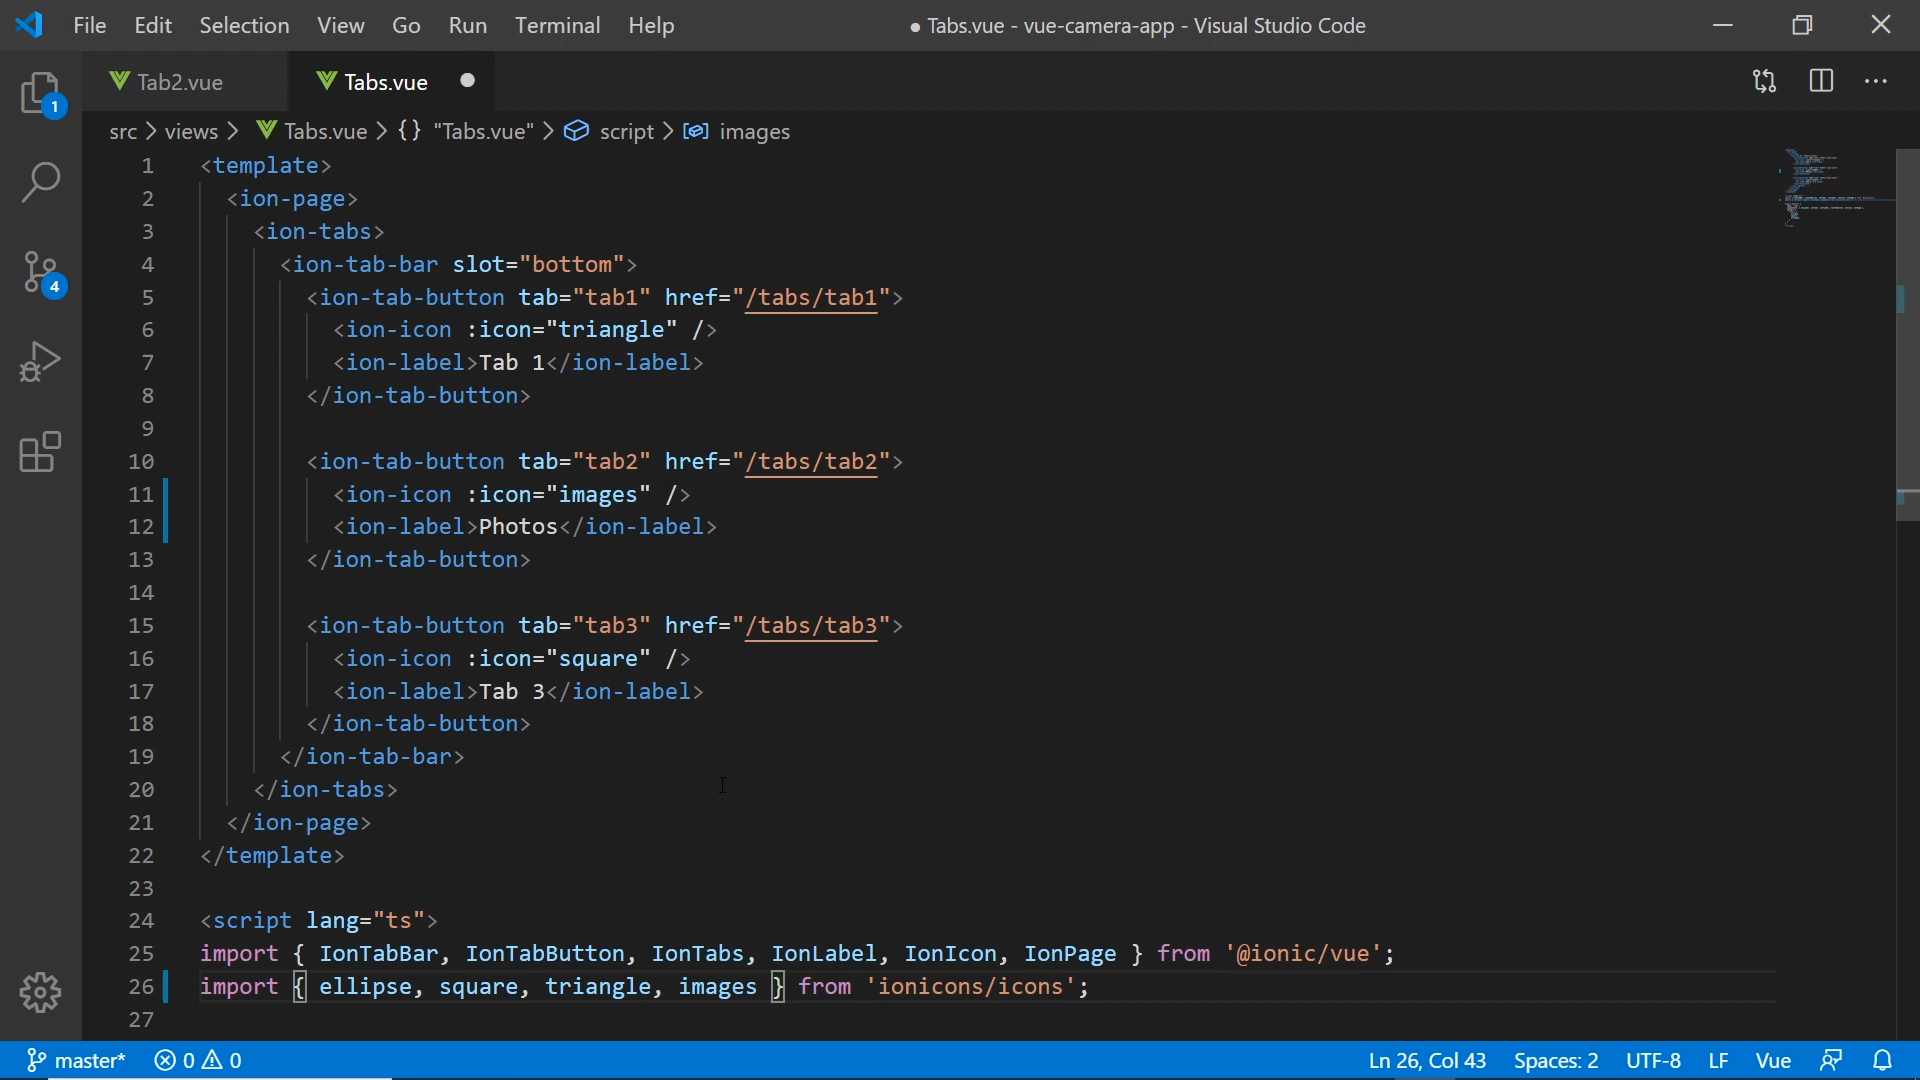 File Edit Selection View Go Run Terminal Help ● Tabs.vue - vue-camera-app - Visual Studio Code
Tab2.vue Tabs.vue
1
src > views > Tabs.vue > {} "Tabs.vue" > script > images
1 <template>
2 <ion-page>
3 <ion-tabs>
4 <ion-tab-bar slot="bottom">
5 <ion-tab-button tab="tab1" href="/tabs/tab1">
6 <ion-icon :icon="triangle" />
7 <ion-label>Tab 1</ion-label>
8 </ion-tab-button>
9
10 <ion-tab-button tab="tab2" href="/tabs/tab2">
11 <ion-icon :icon="images" />
12 <ion-label>Photos</ion-label>
13 </ion-tab-button>
14
15 <ion-tab-button tab="tab3" href="/tabs/tab3">
16 <ion-icon :icon="square" />
17 <ion-label>Tab 3</ion-label>
18 </ion-tab-button>
19 </ion-tab-bar>
20 </ion-tabs>
21 </ion-page>
22 </template>
23
24 <script lang="ts">
25 import { IonTabBar, IonTabButton, IonTabs, IonLabel, IonIcon, IonPage } from '@ionic/vue';
26 import { ellipse, square, triangle, images } from 'ionicons/icons';
27
4
master* 0 0 Ln 26, Col 43 Spaces: 2 UTF-8 LF Vue